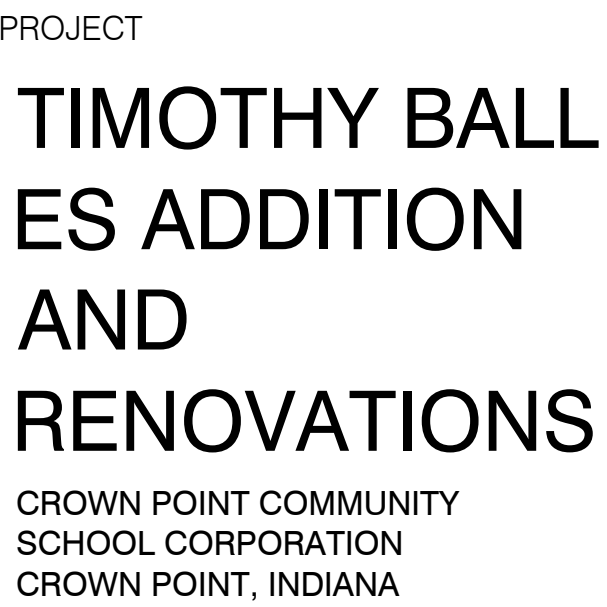 PROJECT
TIMOTHY BALL
ES ADDITION
AND
RENOVATIONS
CROWN POINT COMMUNITY
SCHOOL CORPORATION
CROWN POINT, INDIANA